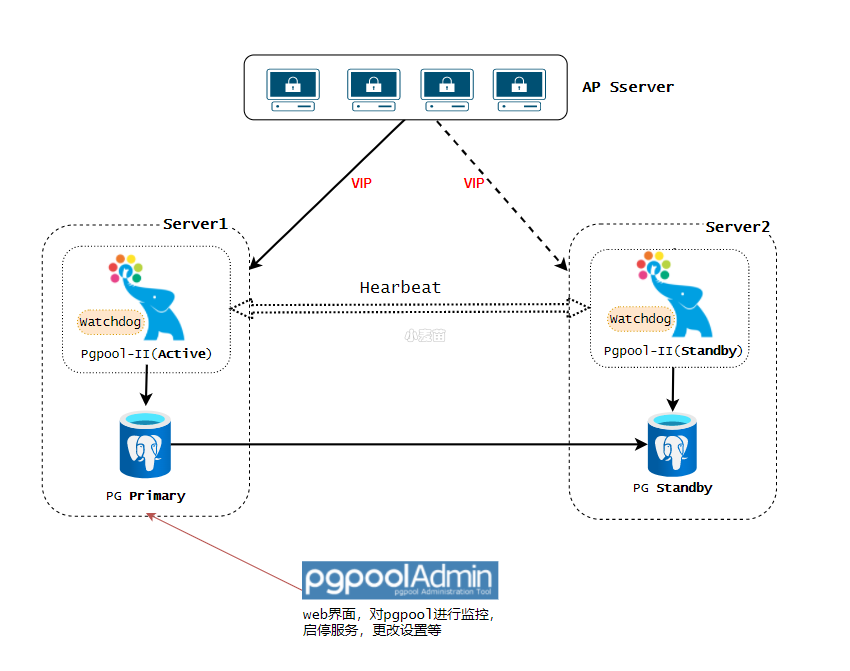 AP Sserver
VIP
VIP
Server1
Server2
Hearbeat
Watchdog
Watchdog
Pgpool-II(Active)
Pgpool-II(Standby)
小麦苗
PG Primary
PG Standby
pgpoolAdmin
pgpool Administration Tool
web界面，对pgpool进行监控，
启停服务，更改设置等